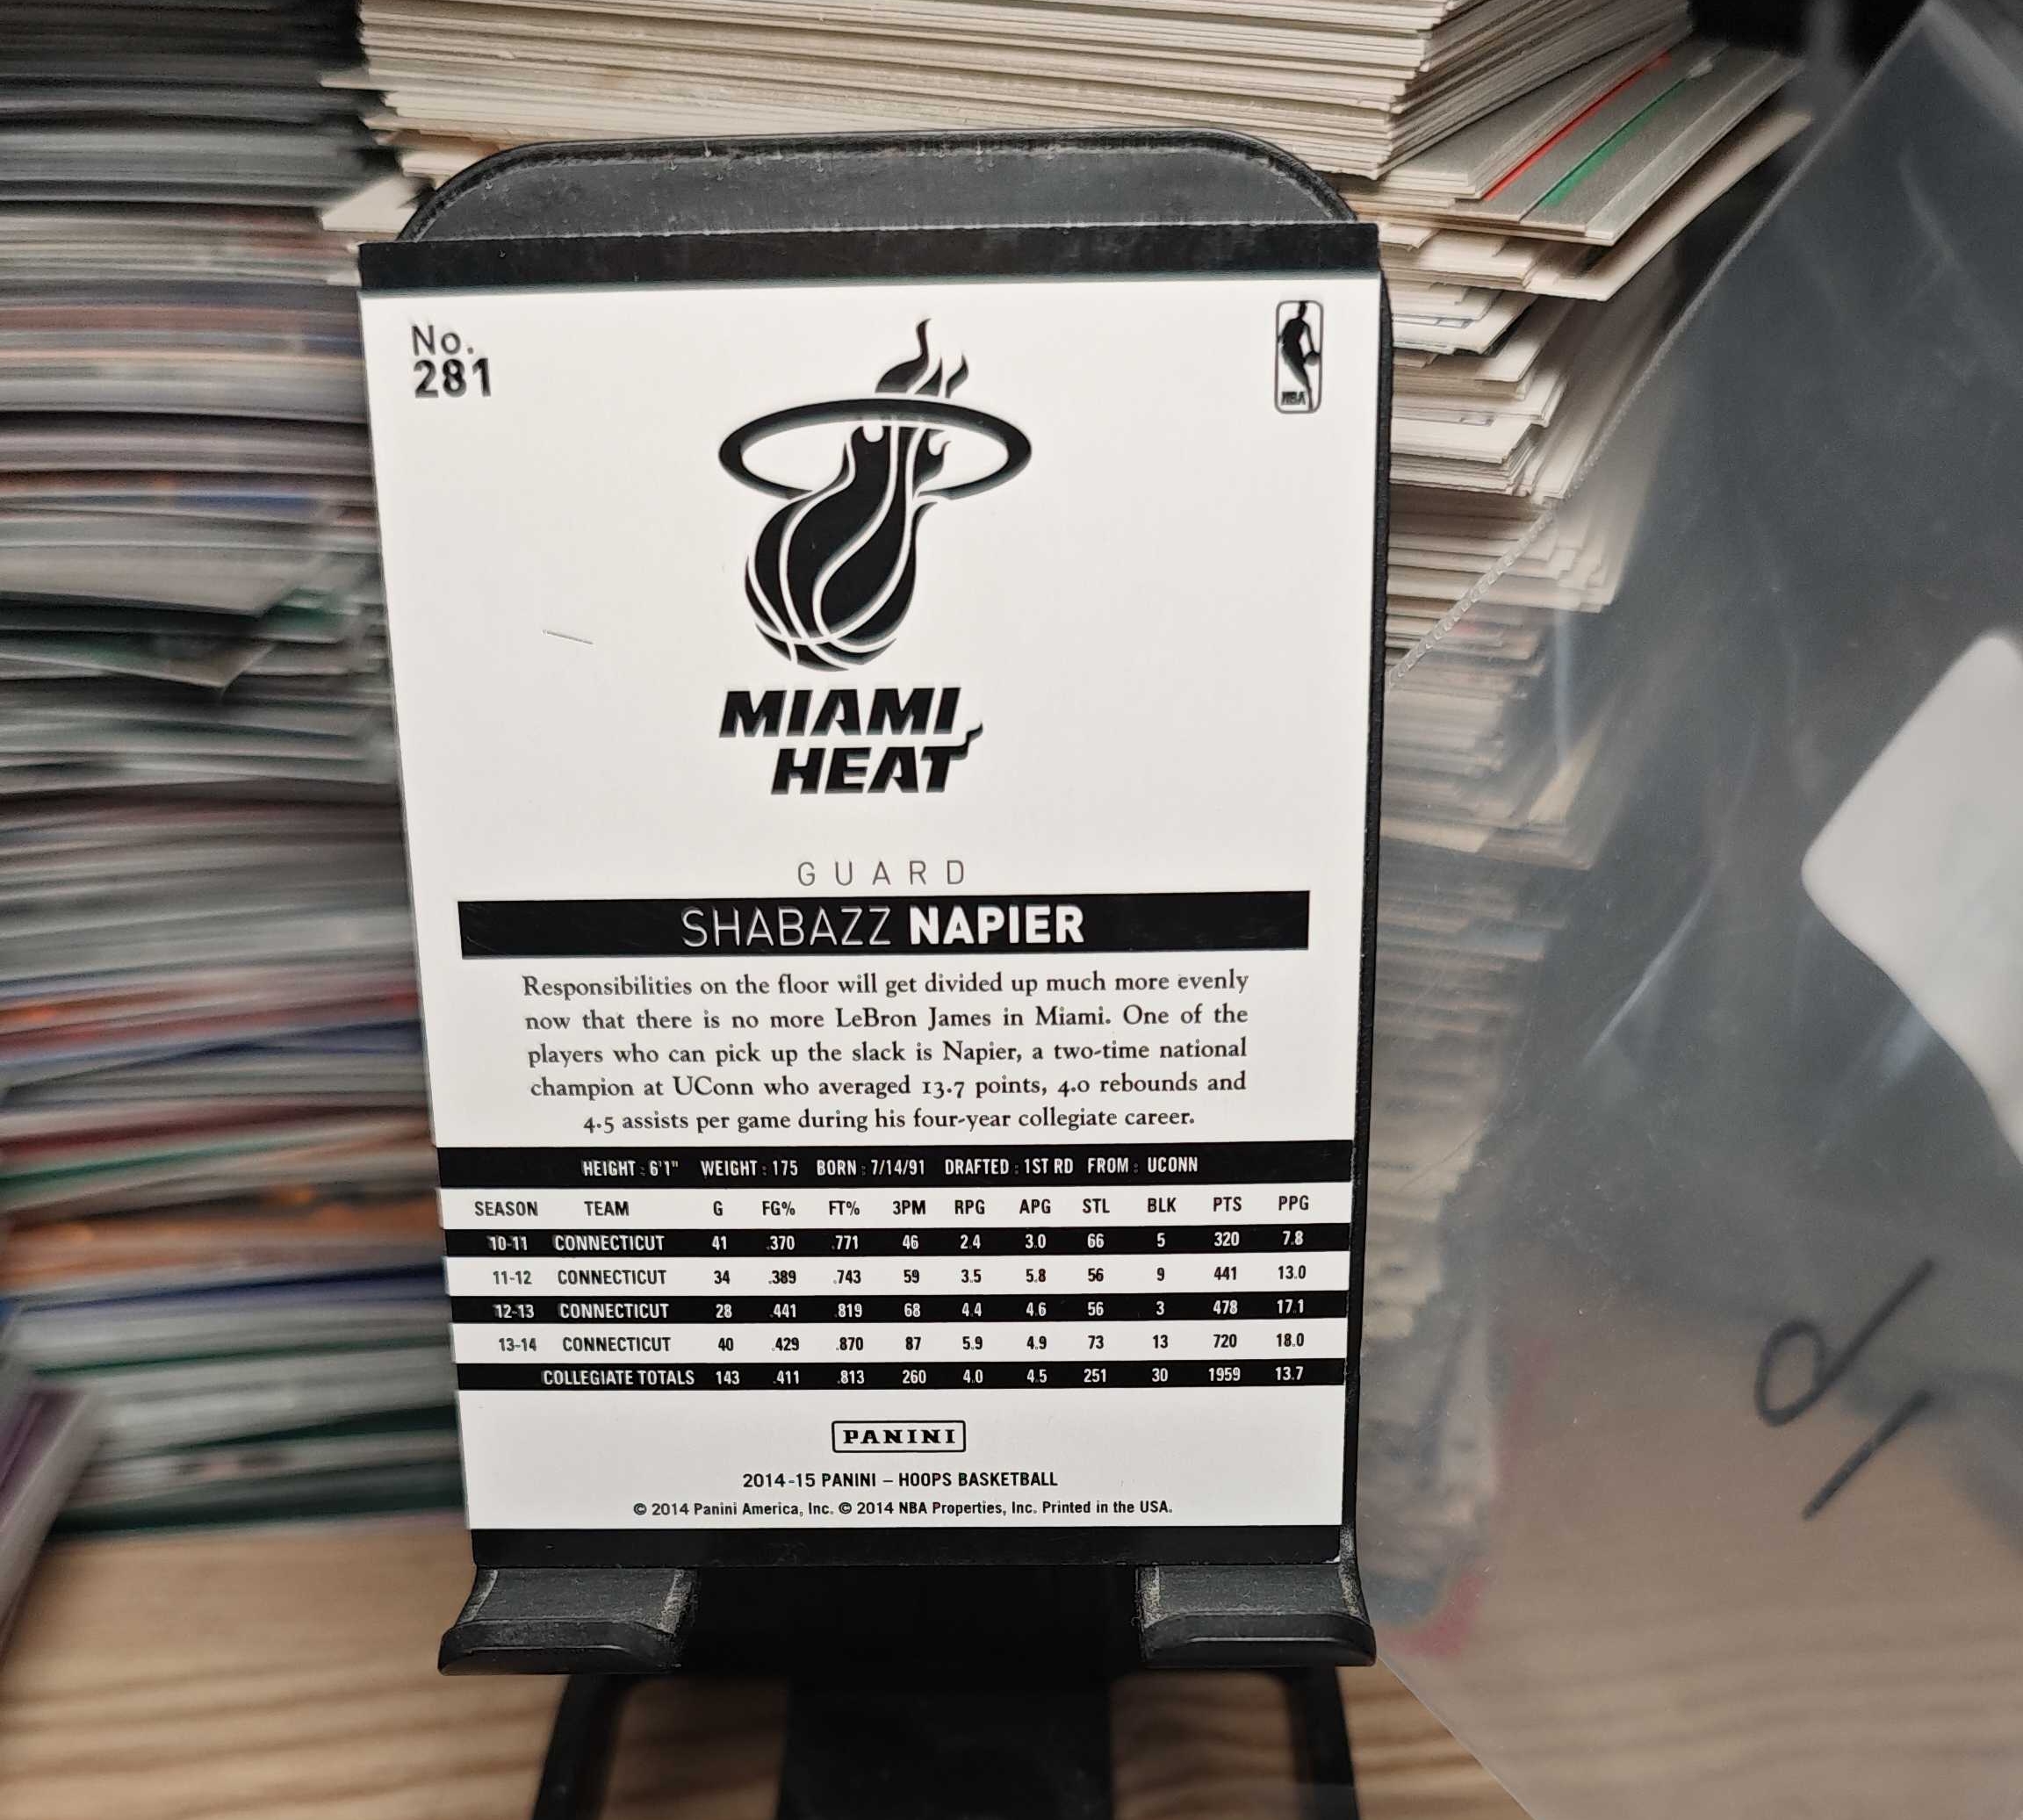 No.
281
NBA
MIAMI
HEAT
GUARD
SHABAZZ NAPIER
Responsibilities on the floor will get divided up much more evenly
now that there is no more LeBron James in Miami. One of the
players who can pick up the slack is Napier, a two-time national
champion at UConn who averaged 13.7 points, 4.0 rebounds and
4.5 assists per game during his four-year collegiate career.
HEIGHT : 6'1" WEIGHT : 175 BORN : 7/14/91 DRAFTED : 1ST RD FROM : UCONN
SEASON TEAM G FG% FT% 3PM RPG APG STL BLK PTS PPG
10-11 CONNECTICUT 41 .370 .771 46 2.4 3.0 66 5 320 7.8
11-12 CONNECTICUT 34 .389 .743 59 3.5 5.8 56 9 441 13.0
12-13 CONNECTICUT 28 .441 .819 68 4.4 4.6 56 3 478 17.1
13-14 CONNECTICUT 40 .429 .870 87 5.9 4.9 73 13 720 18.0
COLLEGIATE TOTALS 143 .411 .813 260 4.0 4.5 251 30 1959 13.7
PANINI
2014-15 PANINI – HOOPS BASKETBALL
© 2014 Panini America, Inc. © 2014 NBA Properties, Inc. Printed in the USA.